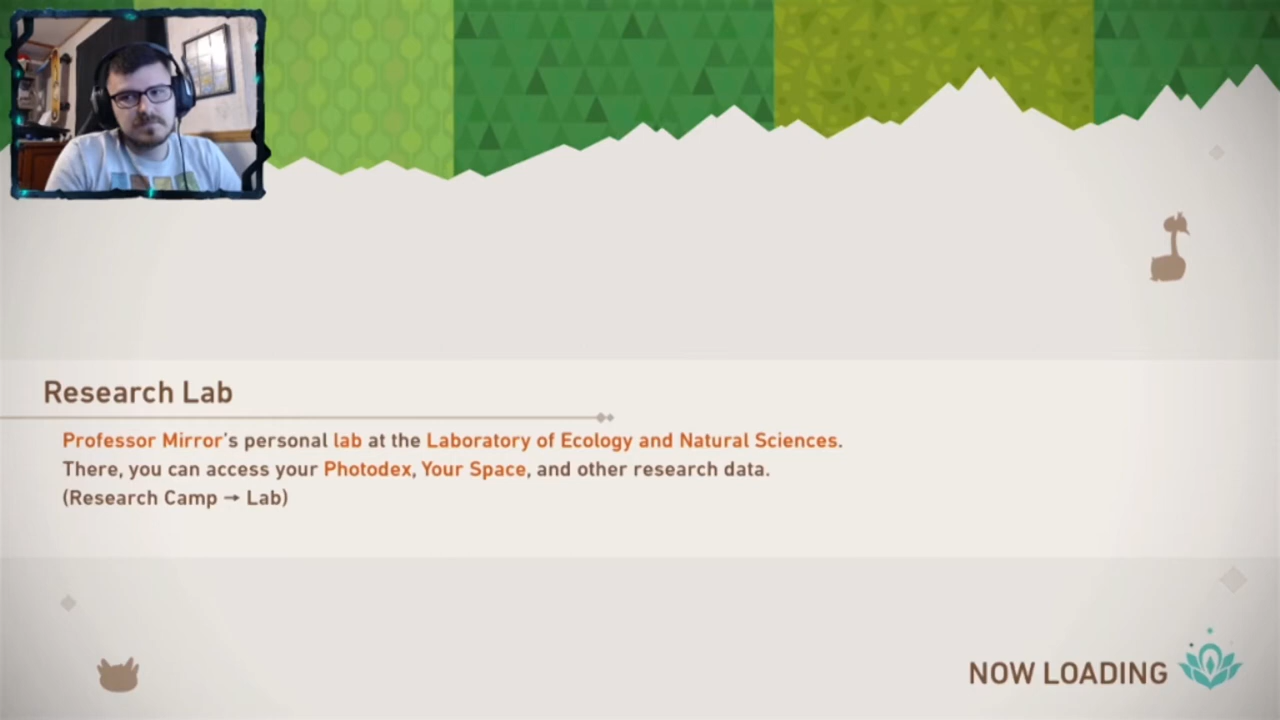 Research Lab
Professor Mirror's personal lab at the Laboratory of Ecology and Natural Sciences.
There, you can access your Photodex, Your Space, and other research data.
(Research Camp → Lab)
NOW LOADING